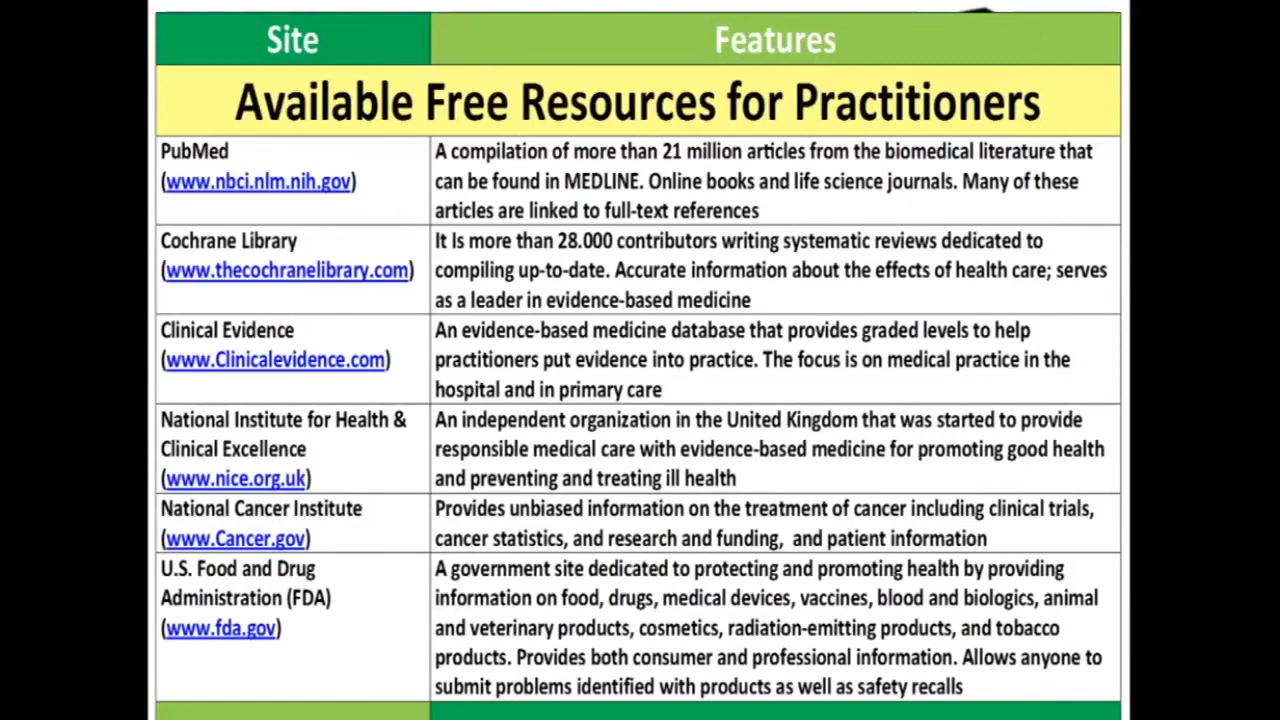 Site Features
Available Free Resources for Practitioners
PubMed
(www.nbci.nlm.nih.gov)
A compilation of more than 21 million articles from the biomedical literature that
can be found in MEDLINE. Online books and life science journals. Many of these
articles are linked to full-text references
Cochrane Library
(www.thecochranelibrary.com)
It Is more than 28.000 contributors writing systematic reviews dedicated to
compiling up-to-date. Accurate information about the effects of health care; serves
as a leader in evidence-based medicine
Clinical Evidence
(www.Clinicalevidence.com)
An evidence-based medicine database that provides graded levels to help
practitioners put evidence into practice. The focus is on medical practice in the
hospital and in primary care
National Institute for Health &
Clinical Excellence
(www.nice.org.uk)
An independent organization in the United Kingdom that was started to provide
responsible medical care with evidence-based medicine for promoting good health
and preventing and treating ill health
National Cancer Institute
(www.Cancer.gov)
Provides unbiased information on the treatment of cancer including clinical trials,
cancer statistics, and research and funding, and patient information
U.S. Food and Drug
Administration (FDA)
(www.fda.gov)
A government site dedicated to protecting and promoting health by providing
information on food, drugs, medical devices, vaccines, blood and biologics, animal
and veterinary products, cosmetics, radiation-emitting products, and tobacco
products. Provides both consumer and professional information. Allows anyone to
submit problems identified with products as well as safety recalls